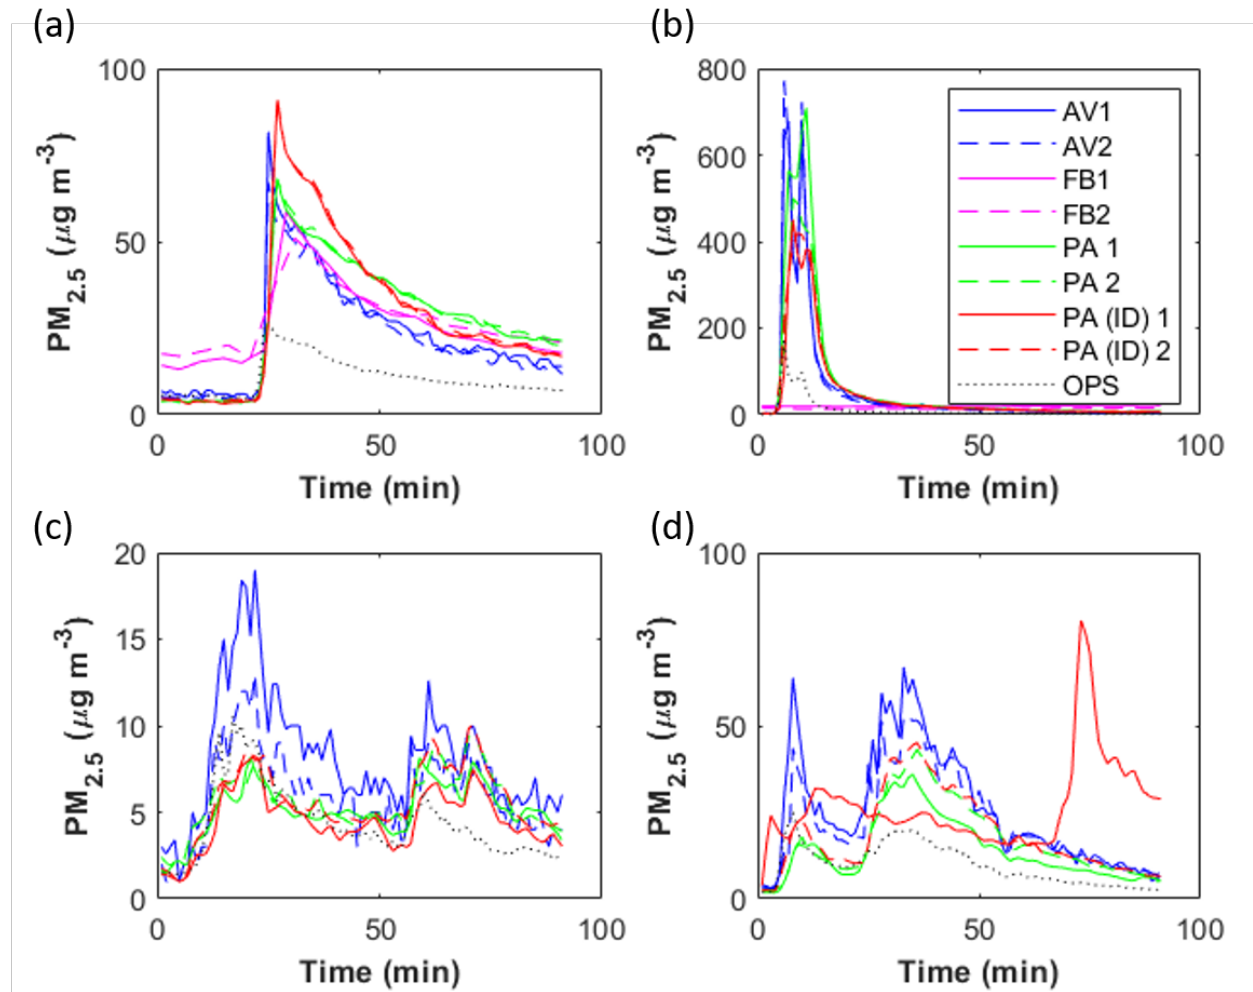 (a)
(b)
100
50
0
0
50
100
PM2.5 (μg m-3)
Time (min)
800
600
400
200
0
0
50
100
PM2.5 (μg m-3)
Time (min)
AV1
AV2
FB1
FB2
PA 1
PA 2
PA (ID) 1
PA (ID) 2
OPS
(c)
(d)
20
15
10
5
0
0
50
100
PM2.5 (μg m-3)
Time (min)
100
50
0
0
50
100
PM2.5 (μg m-3)
Time (min)